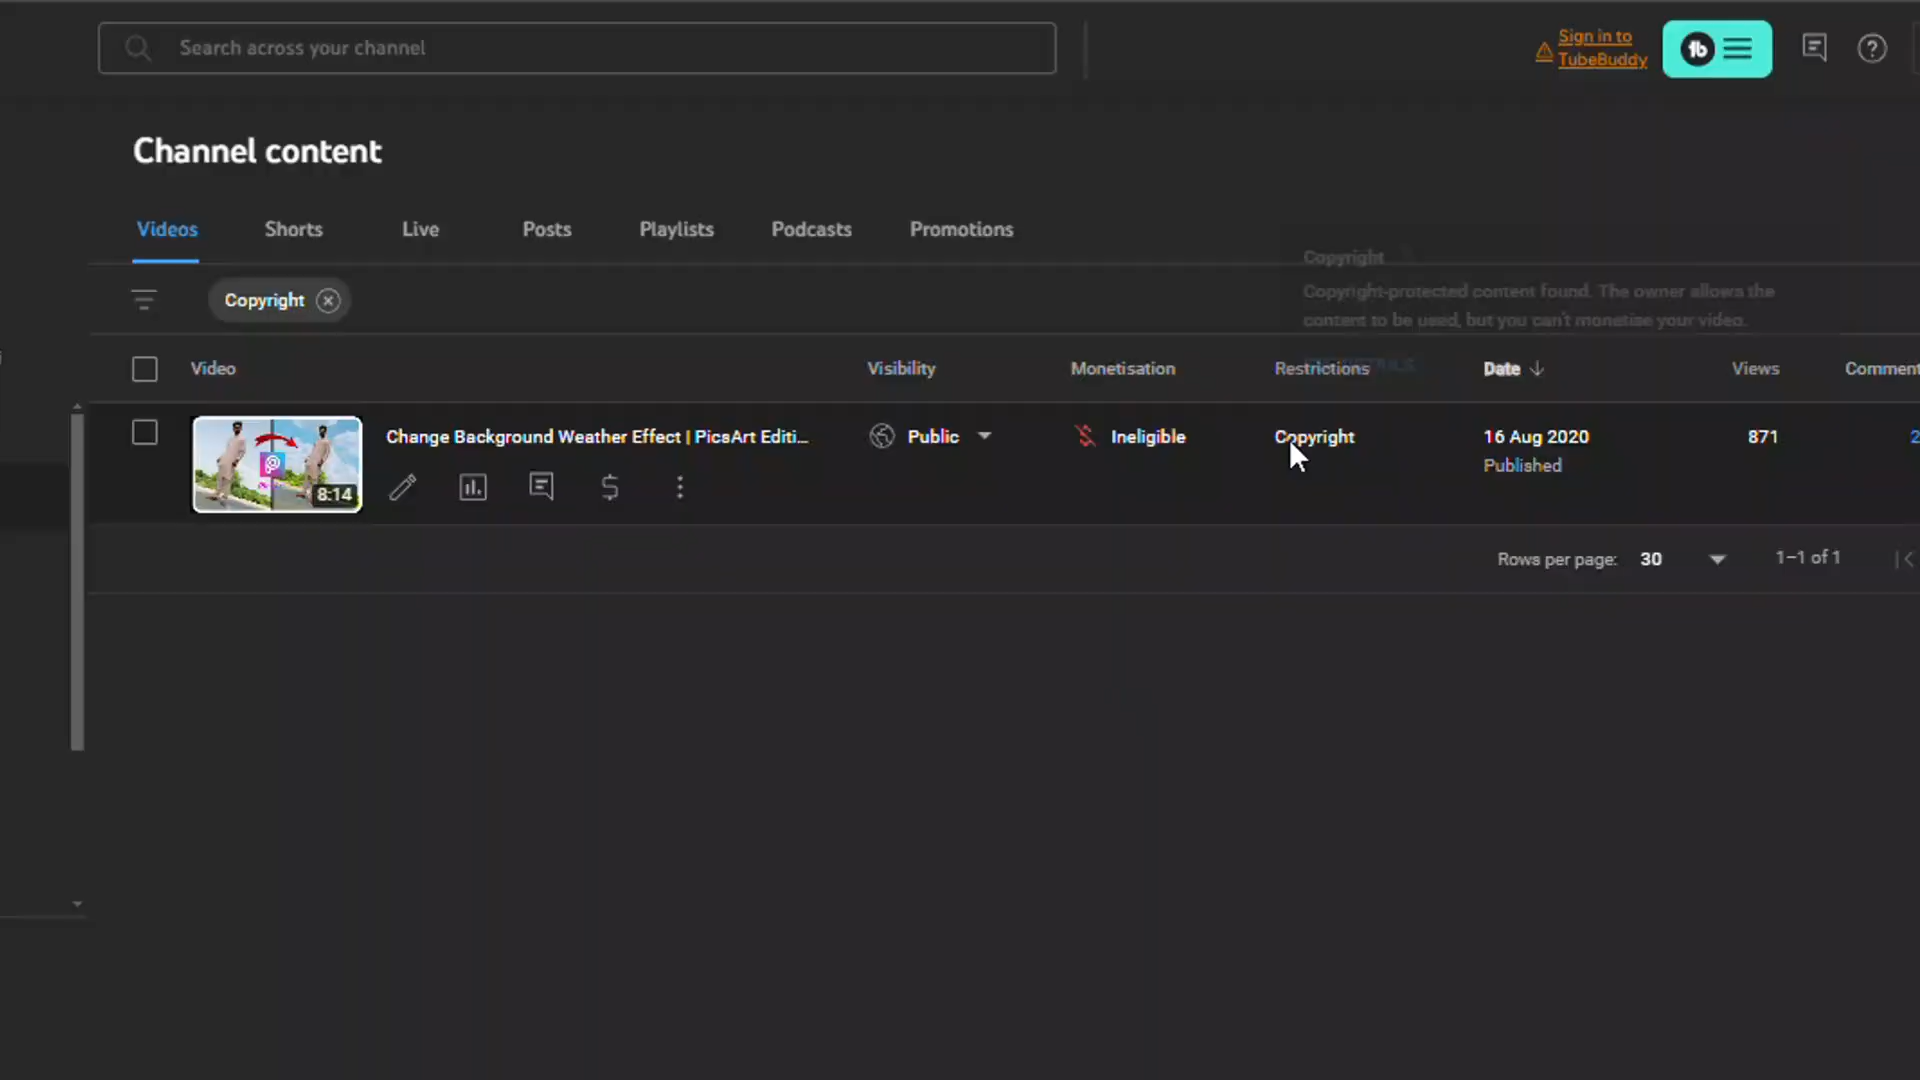 Search across your channel
Sign in to
TubeBuddy
Channel content
Videos Shorts Live Posts Playlists Podcasts Promotions
Copyright
Copyright
Copyright-protected content found. The owner allows the
content to be used, but you can't monetise your video.
Video Visibility Monetisation Restrictions Date Views Comment
Change Background Weather Effect | PicsArt Editi... Public Ineligible Copyright 16 Aug 2020 871 2
Published
8:14
Rows per page: 30 1–1 of 1